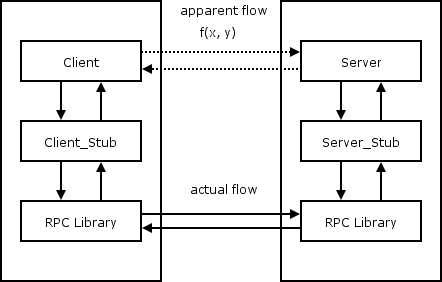 apparent flow
f(x, y)
Client
Server
Client_Stub
Server_Stub
actual flow
RPC Library
RPC Library